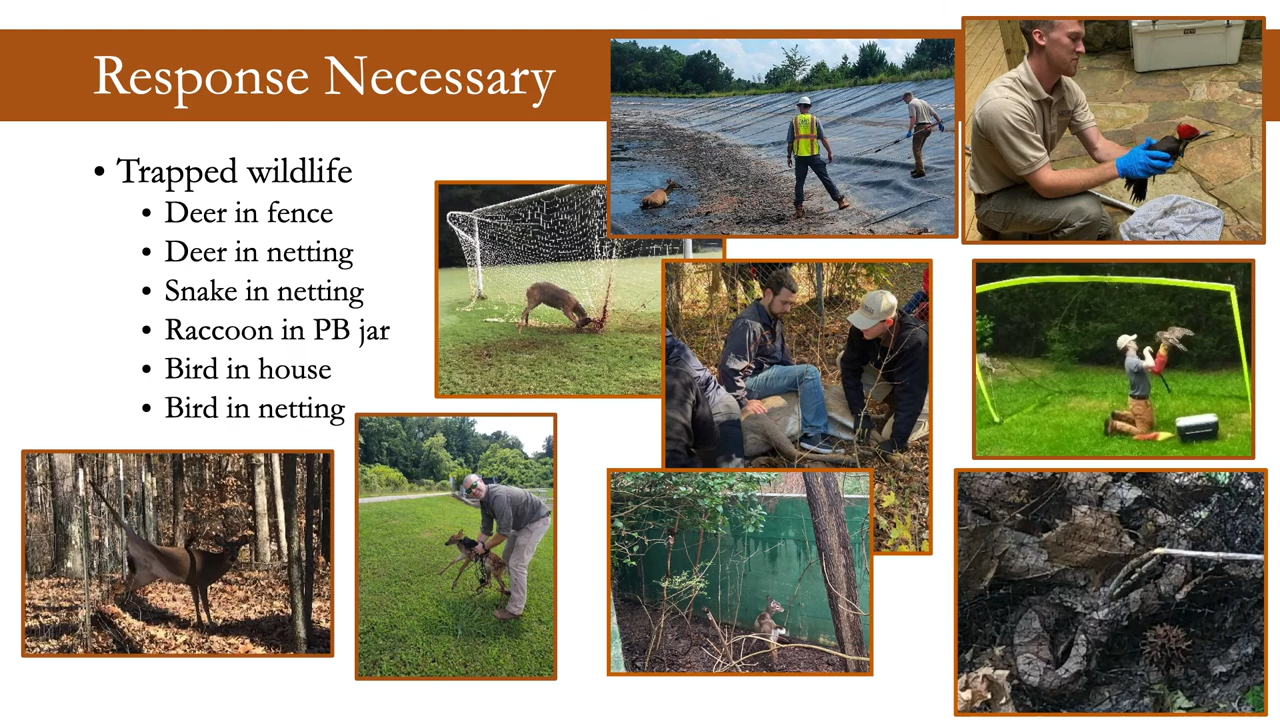 Response Necessary
• Trapped wildlife
• Deer in fence
• Deer in netting
• Snake in netting
• Raccoon in PB jar
• Bird in house
• Bird in netting